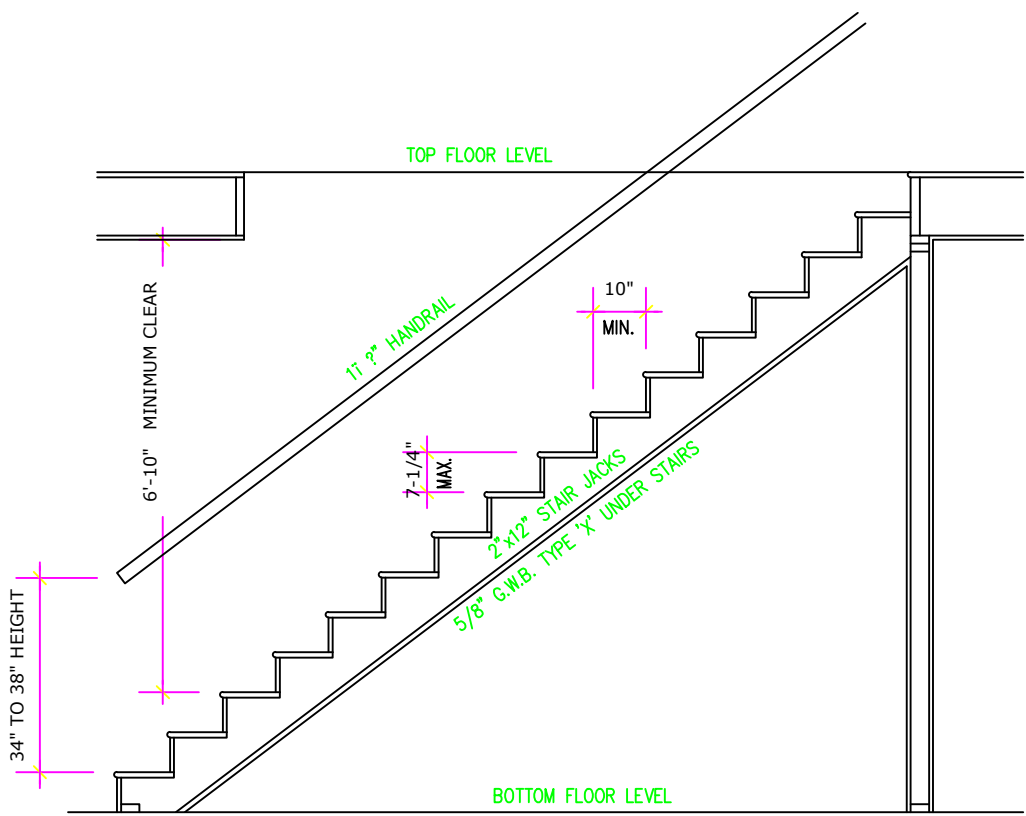 TOP FLOOR LEVEL
10"
MIN.
6'-10" MINIMUM CLEAR
1ï ?" HANDRAIL
7-1/4"
MAX.
2"x12" STAIR JACKS
5/8" G.W.B. TYPE 'X' UNDER STAIRS
34" TO 38" HEIGHT
BOTTOM FLOOR LEVEL